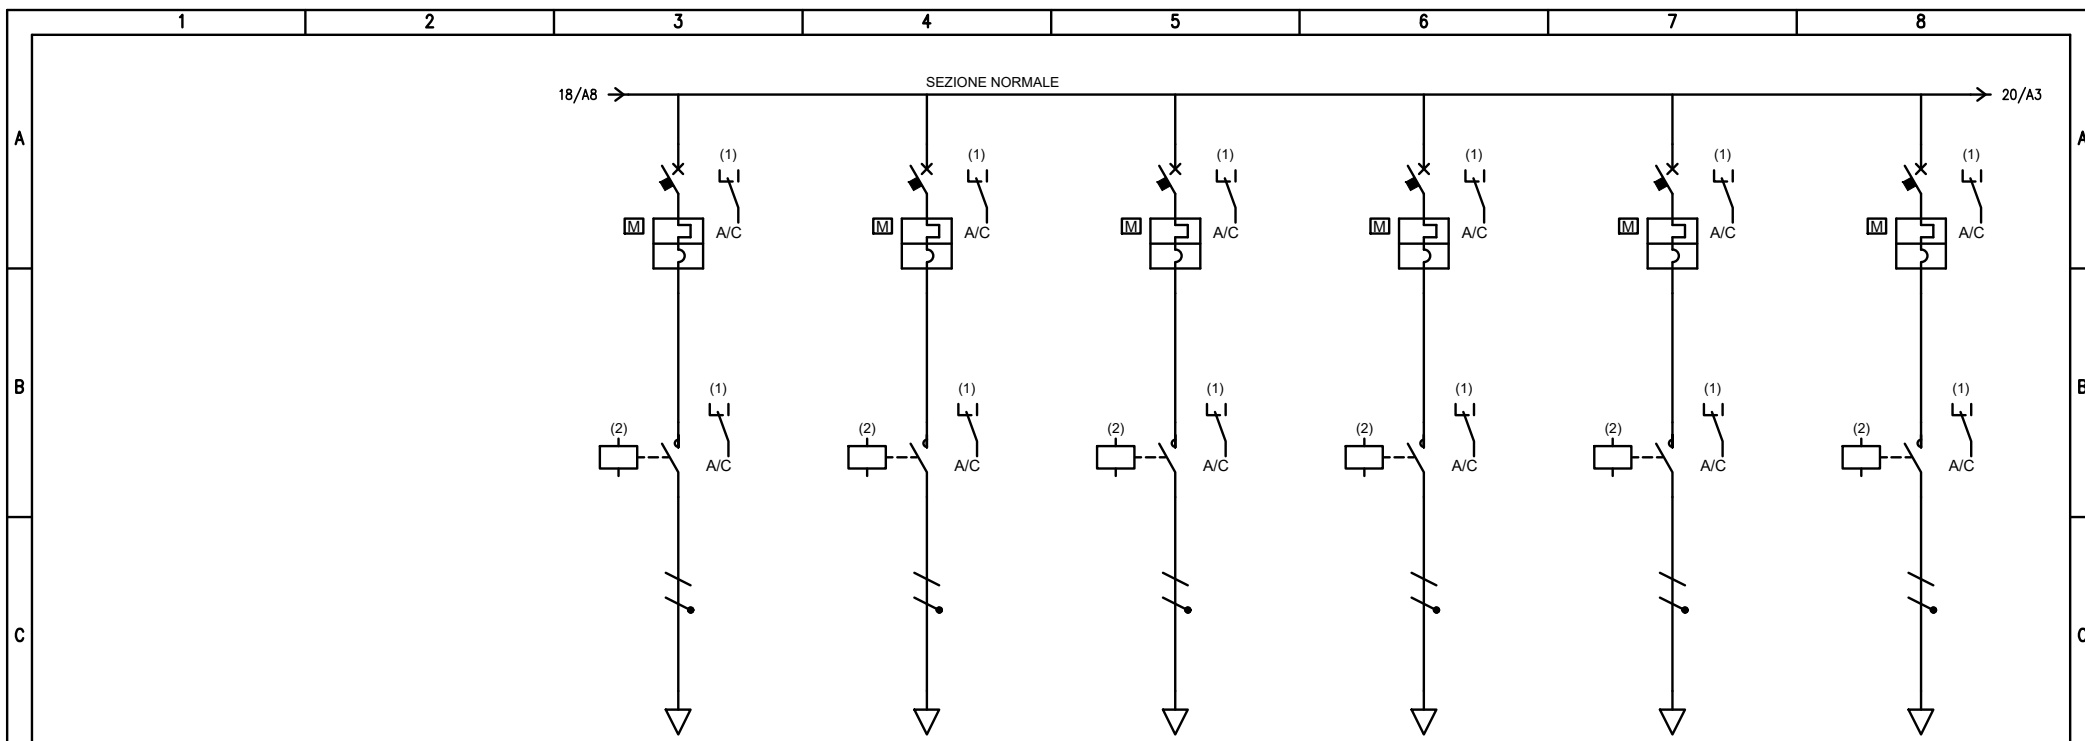 1 2 3 4 5 6 7 8
SEZIONE NORMALE
18/A8 20/A3
A A
(1) (1) (1) (1) (1) (1)
M A/C M A/C M A/C M A/C M A/C M A/C
B B
(1) (1) (1) (1) (1) (1)
(2) (2) (2) (2) (2) (2)
A/C A/C A/C A/C A/C A/C
C C